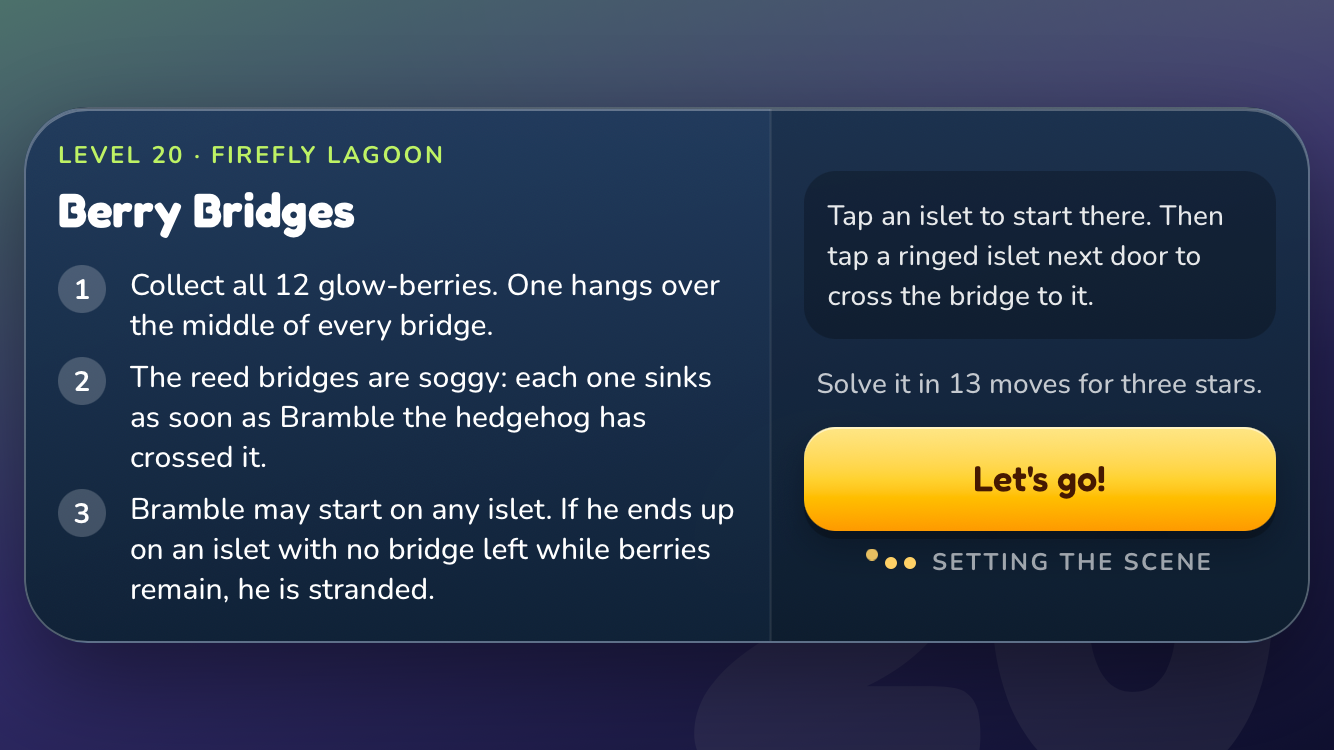 LEVEL 20 · FIREFLY LAGOON
Berry Bridges
1
Collect all 12 glow-berries. One hangs over
the middle of every bridge.
2
The reed bridges are soggy: each one sinks
as soon as Bramble the hedgehog has
crossed it.
3
Bramble may start on any islet. If he ends up
on an islet with no bridge left while berries
remain, he is stranded.
Tap an islet to start there. Then
tap a ringed islet next door to
cross the bridge to it.
Solve it in 13 moves for three stars.
Let's go!
SETTING THE SCENE
20